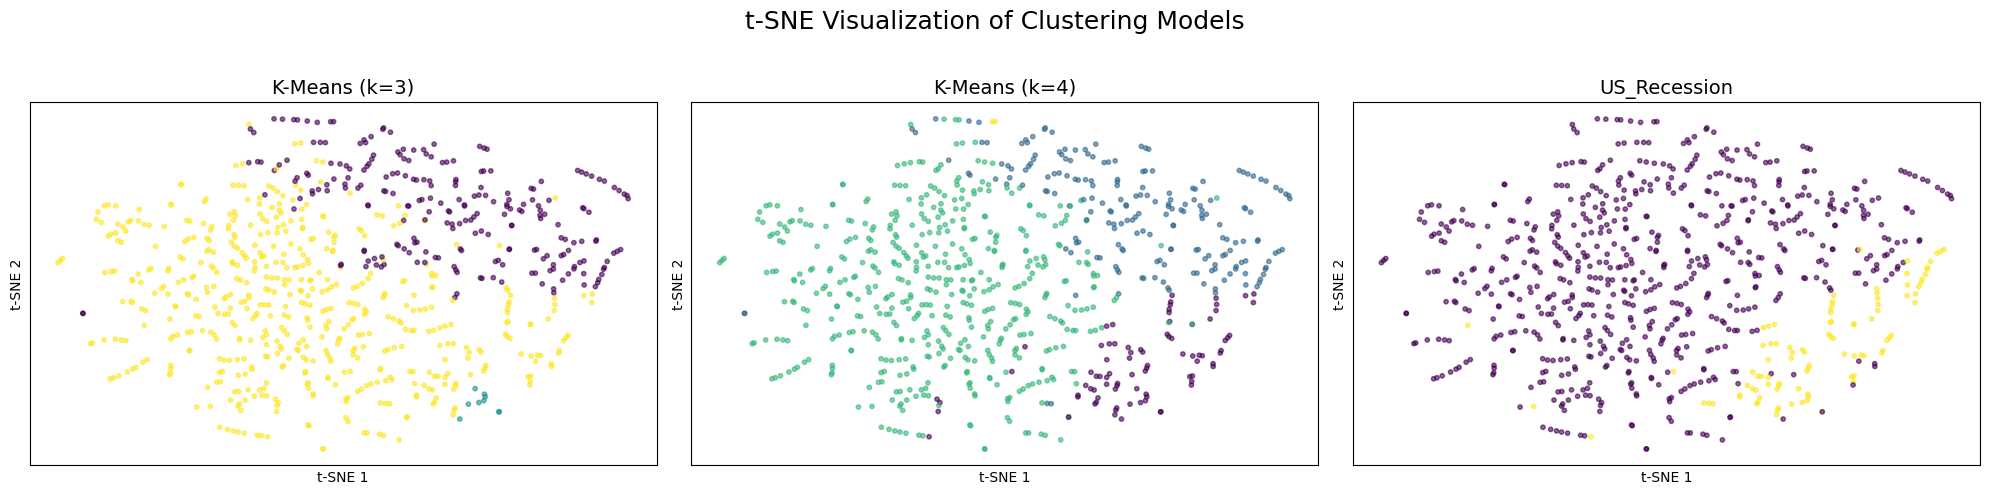 t-SNE Visualization of Clustering Models
K-Means (k=3)
K-Means (k=4)
US_Recession
t-SNE 2
t-SNE 2
t-SNE 2
t-SNE 1
t-SNE 1
t-SNE 1